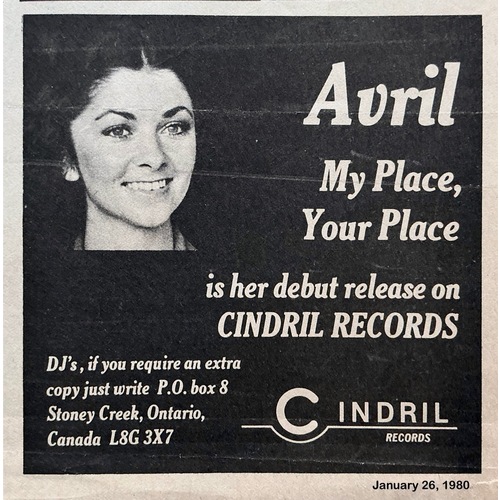 Avril
My Place,
Your Place
is her debut release on
CINDRIL RECORDS
DJ's, if you require an extra
copy just write P.O. box 8
Stoney Creek, Ontario,
Canada L8G 3X7
CINDRIL
RECORDS
January 26, 1980